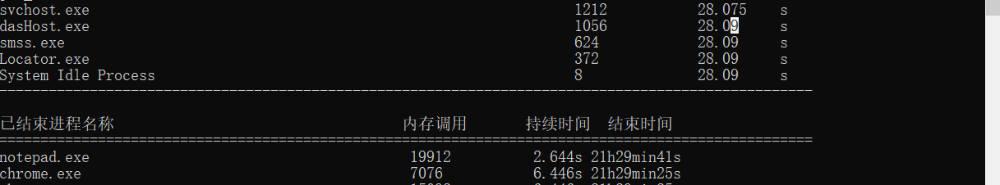 svchost.exe 1212 28.075 s
dasHost.exe 1056 28.09 s
smss.exe 624 28.09 s
Locator.exe 372 28.09 s
System Idle Process 8 28.09 s
已结束进程名称 内存调用 持续时间 结束时间
notepad.exe 19912 2.644s 21h29min41s
chrome.exe 7076 6.446s 21h29min25s